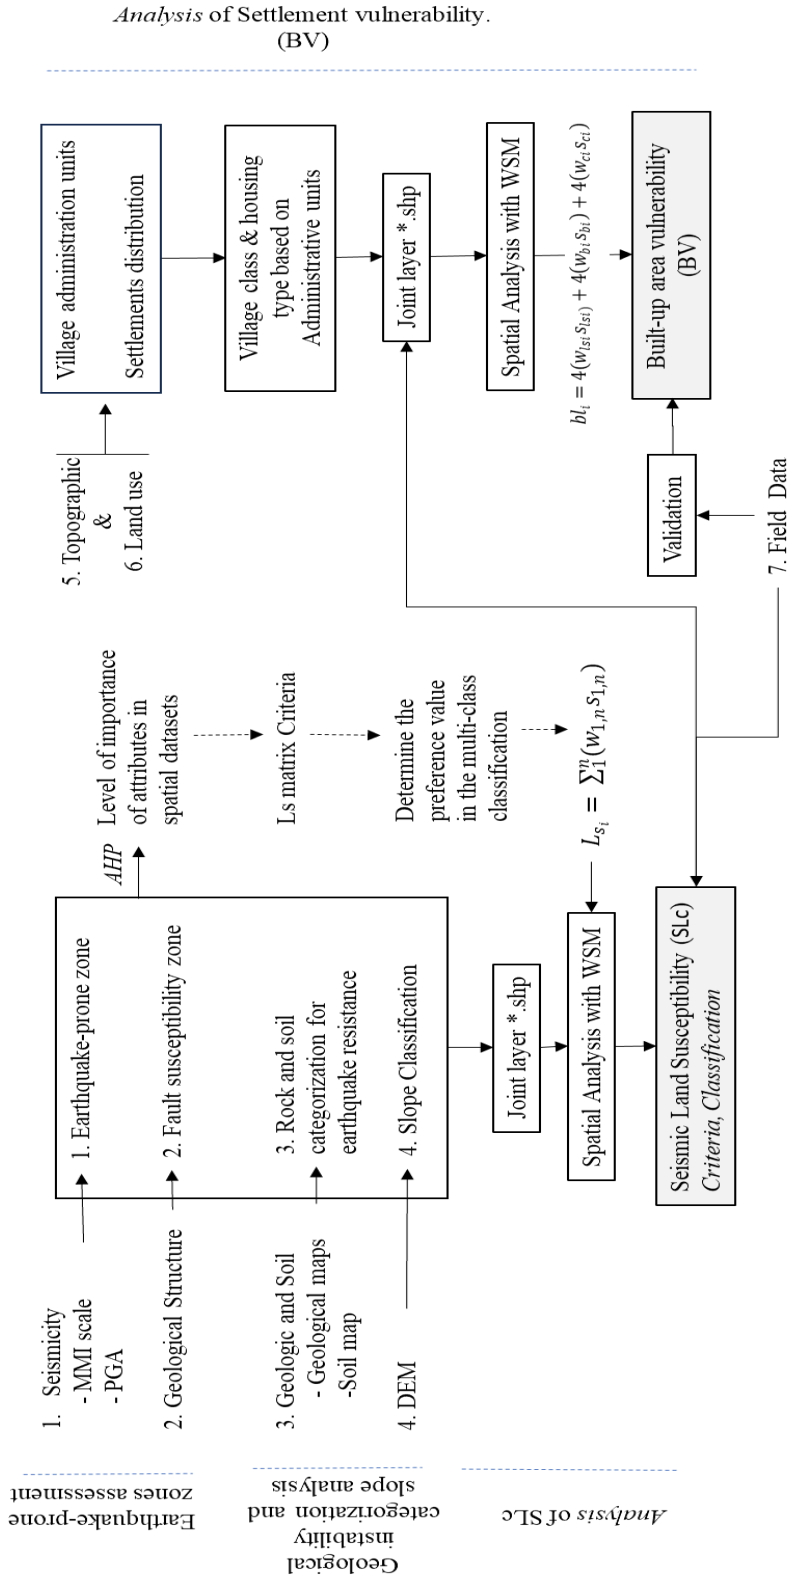 Analysis of Settlement vulnerability.
(BV)
Earthquake-prone
zones assessment
Geological
instability
categorization and
slope analysis
Analysis of SLc
1. Seismicity
- MMI scale
- PGA
2. Geological Structure
3. Geologic and Soil
- Geological maps
-Soil map
4. DEM
1. Earthquake-prone zone
2. Fault susceptibility zone
3. Rock and soil
categorization for
earthquake resistance
4. Slope Classification
Joint layer *.shp
Spatial Analysis with WSM
Seismic Land Susceptibility (SLc)
Criteria, Classification
AHP
Level of importance
of attributes in
spatial datasets
Ls matrix Criteria
Determine the
preference value
in the multi-class
classification
L_{s_i} = ∑_1^n(w_{1,n} s_{1,n})
5. Topographic
&
6. Land use
Village administration units
Settlements distribution
Village class & housing
type based on
Administrative units
Joint layer *.shp
Spatial Analysis with WSM
bl_i = 4(w_{lsi} s_{lsi}) + 4(w_{bi} s_{bi}) + 4(w_{ci} s_{ci})
Built-up area vulnerability
(BV)
Validation
7. Field Data